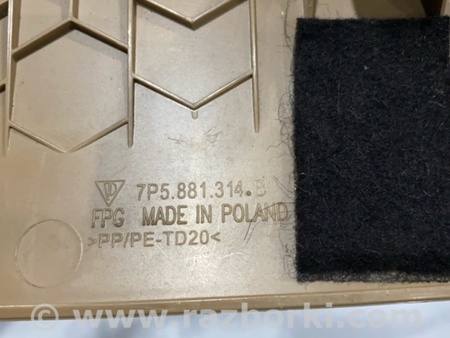 7P5.881.314.B
FPG MADE IN POLAND
>PP/PE-TD20<
© www.razborki.com